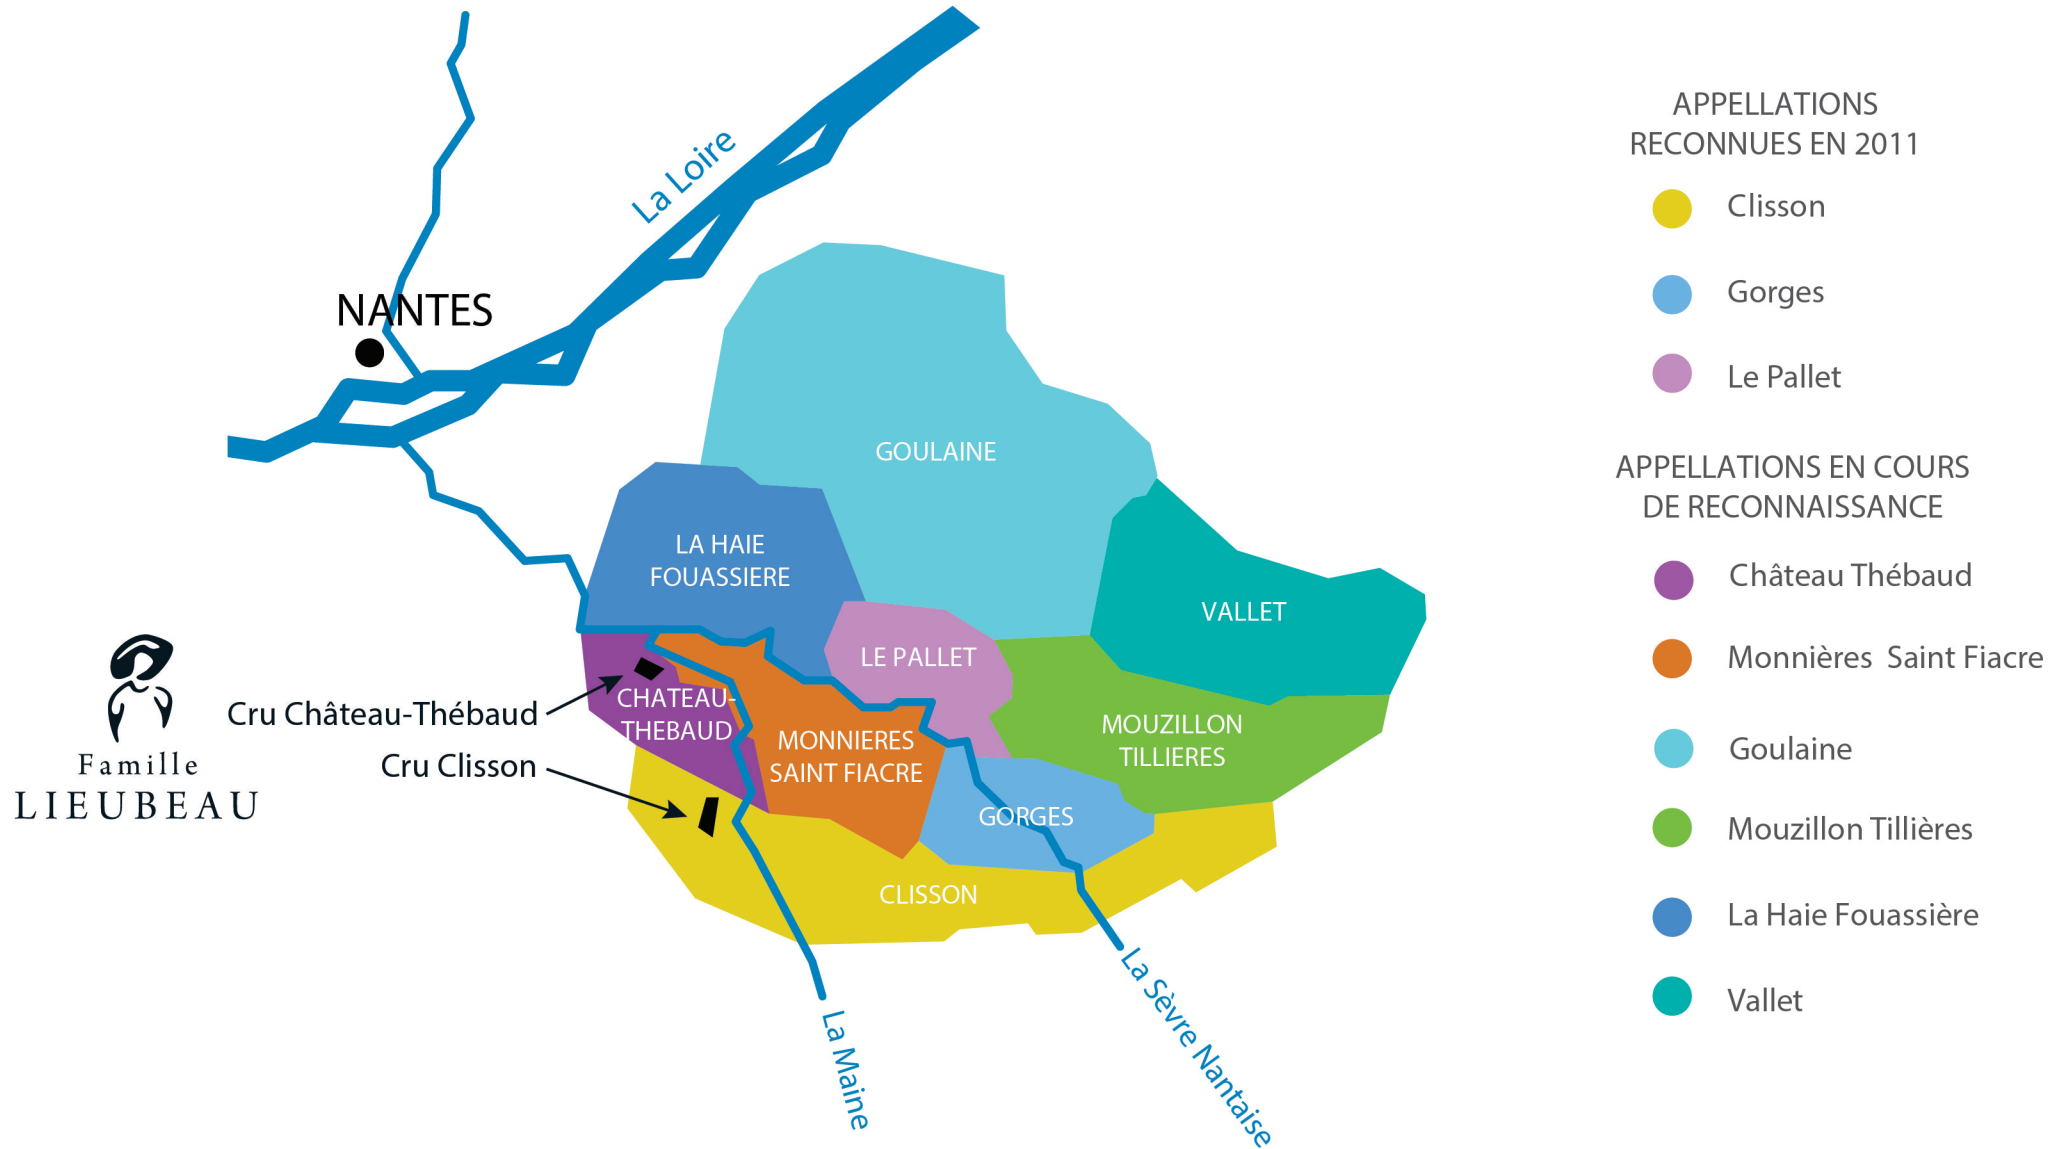 La Loire
NANTES
GOULAINE
LA HAIE
FOUASSIERE
VALLET
LE PALLET
CHATEAU-
THEBAUD
MONNIERES
SAINT FIACRE
MOUZILLON
TILLIERES
GORGES
CLISSON
Cru Château-Thébaud
Cru Clisson
Famille
LIEUBEAU
La Maine
La Sèvre Nantaise
APPELLATIONS
RECONNUES EN 2011
Clisson
Gorges
Le Pallet
APPELLATIONS EN COURS
DE RECONNAISSANCE
Château Thébaud
Monnières Saint Fiacre
Goulaine
Mouzillon Tillières
La Haie Fouassière
Vallet